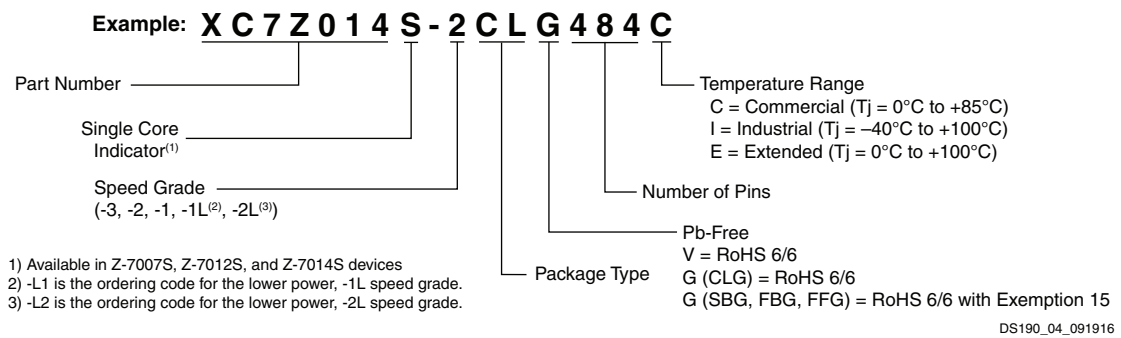 Example: XC7Z014S-2CLG484C
Part Number
Temperature Range
C = Commercial (Tj = 0°C to +85°C)
I = Industrial (Tj = –40°C to +100°C)
E = Extended (Tj = 0°C to +100°C)
Single Core
Indicator(1)
Speed Grade
(-3, -2, -1, -1L(2), -2L(3))
Number of Pins
Pb-Free
V = RoHS 6/6
G (CLG) = RoHS 6/6
G (SBG, FBG, FFG) = RoHS 6/6 with Exemption 15
Package Type
1) Available in Z-7007S, Z-7012S, and Z-7014S devices
2) -L1 is the ordering code for the lower power, -1L speed grade.
3) -L2 is the ordering code for the lower power, -2L speed grade.
DS190_04_091916